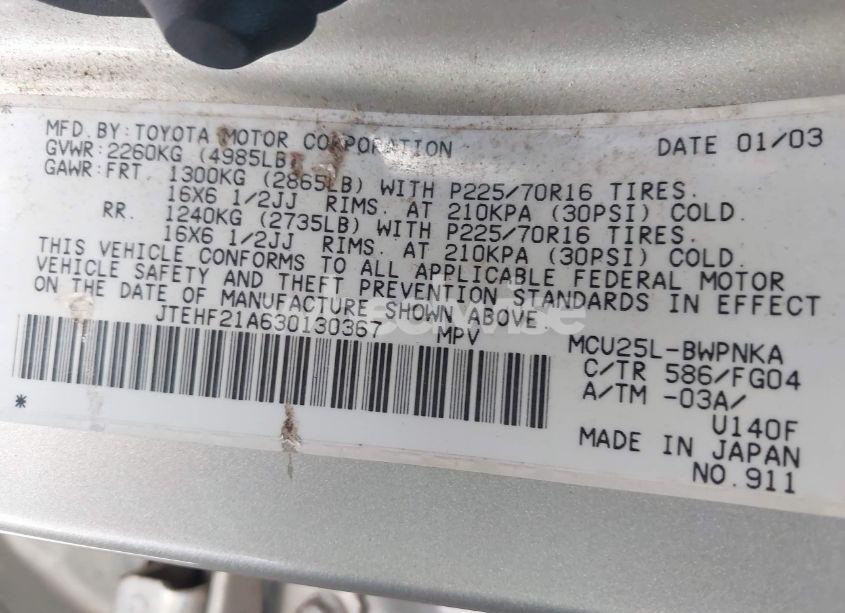 MFD.BY:TOYOTA MOTOR CORPORATION DATE 01/03
GVWR:2260KG (4985LB)
GAWR:FRT. 1300KG (2865LB) WITH P225/70R16 TIRES.
16X6 1/2JJ RIMS. AT 210KPA (30PSI) COLD.
RR. 1240KG (2735LB) WITH P225/70R16 TIRES.
16X6 1/2JJ RIMS. AT 210KPA (30PSI) COLD.
THIS VEHICLE CONFORMS TO ALL APPLICABLE FEDERAL MOTOR
VEHICLE SAFETY AND THEFT PREVENTION STANDARDS IN EFFECT
ON THE DATE OF MANUFACTURE SHOWN ABOVE.
JTEHF21A630130367 MPV
MCU25L-BWPNKA
C/TR 586/FG04
A/TM -03A/
U140F
MADE IN JAPAN
NO.911